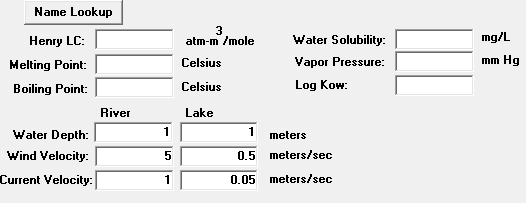 Name Lookup
Henry LC: atm-m3/mole Water Solubility: mg/L
Melting Point: Celsius Vapor Pressure: mm Hg
Boiling Point: Celsius Log Kow:
River Lake
Water Depth: 1 1 meters
Wind Velocity: 5 0.5 meters/sec
Current Velocity: 1 0.05 meters/sec